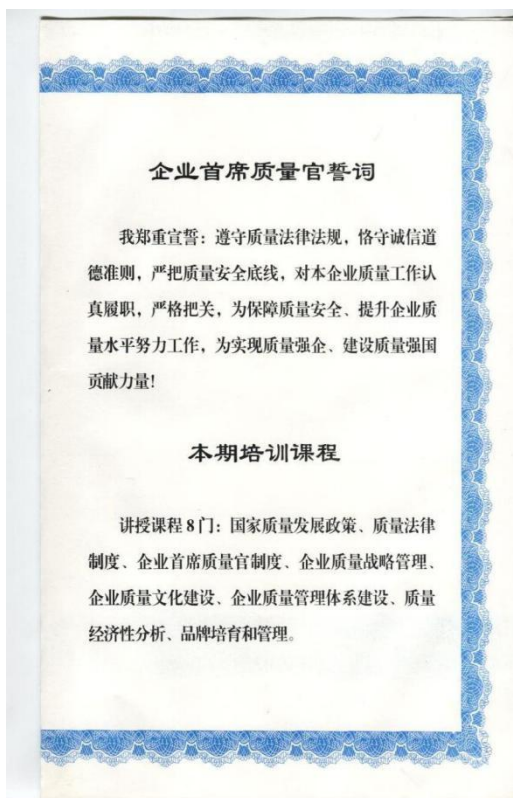 企业首席质量官誓词
我郑重宣誓：遵守质量法律法规，恪守诚信道
德准则，严把质量安全底线，对本企业质量工作认
真履职，严格把关，为保障质量安全、提升企业质
量水平努力工作，为实现质量强企、建设质量强国
贡献力量!
本期培训课程
讲授课程8门：国家质量发展政策、质量法律
制度、企业首席质量官制度、企业质量战略管理、
企业质量文化建设、企业质量管理体系建设、质量
经济性分析、品牌培育和管理。